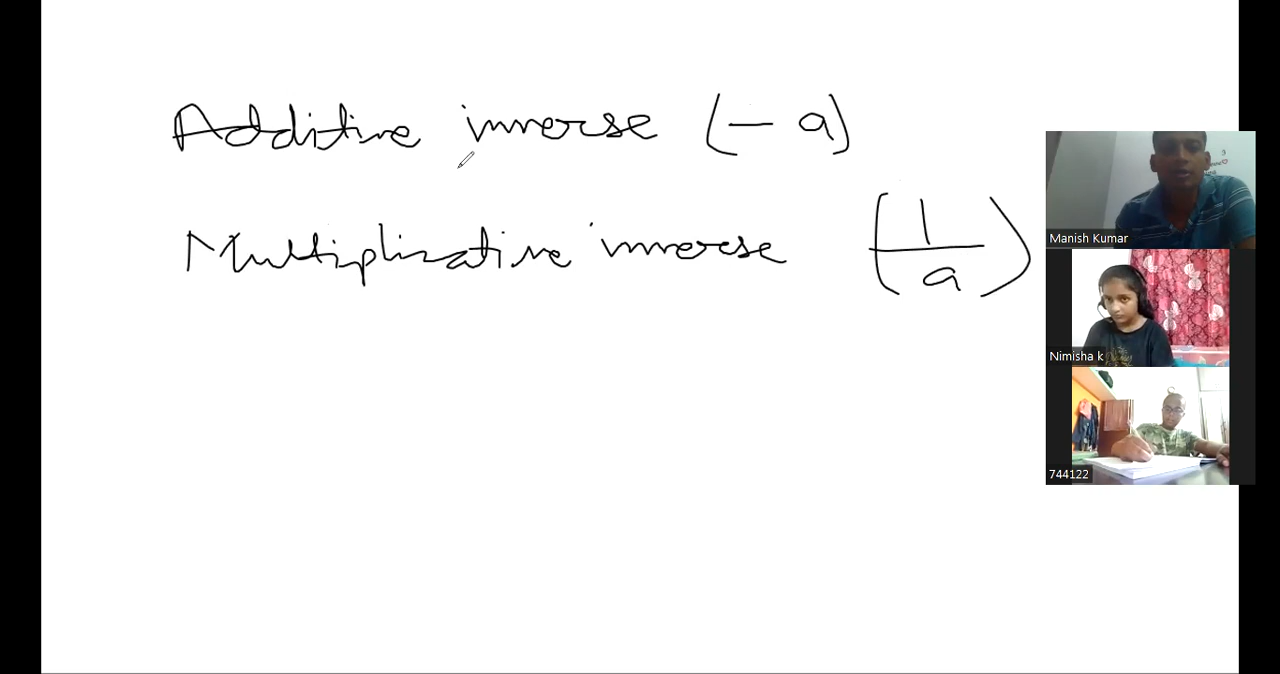 Additive inverse (- a)
Multiplicative inverse (1/a)
Manish Kumar
Nimisha k
744122